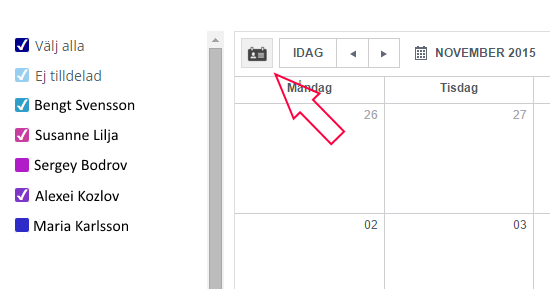 Välj alla
Ej tilldelad
Bengt Svensson
Susanne Lilja
Sergey Bodrov
Alexei Kozlov
Maria Karlsson
IDAG NOVEMBER 2015
Måndag Tisdag
26 27
02 03